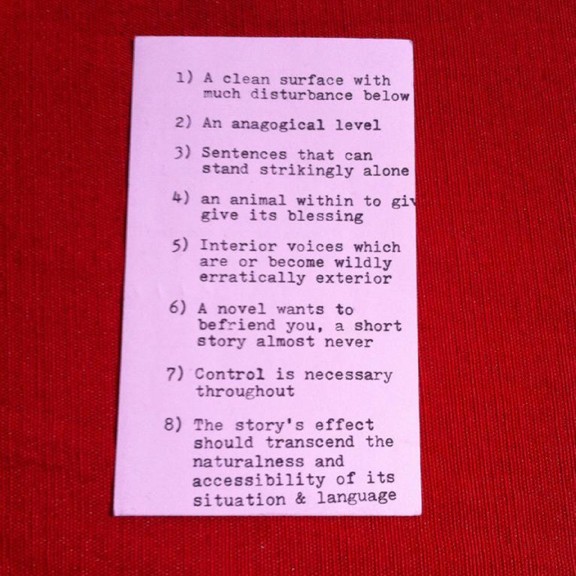 1) A clean surface with
much disturbance below
2) An anagogical level
3) Sentences that can
stand strikingly alone
4) an animal within to giv
give its blessing
5) Interior voices which
are or become wildly
erratically exterior
6) A novel wants to
befriend you, a short
story almost never
7) Control is necessary
throughout
8) The story's effect
should transcend the
naturalness and
accessibility of its
situation & language